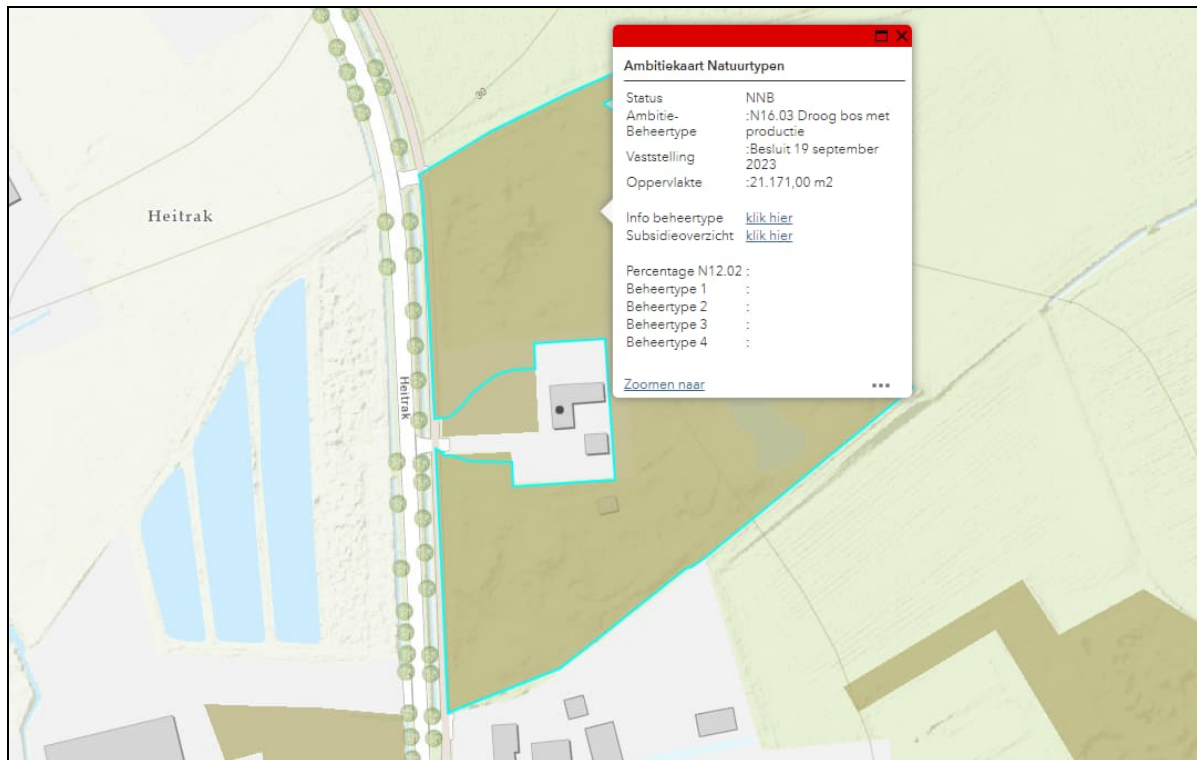 Ambitiekaart Natuurtypen
Status NNB
Ambitie- :N16.03 Droog bos met
Beheertype productie
Vaststelling :Besluit 19 september
2023
Oppervlakte :21.171,00 m2
Info beheertype klik hier
Subsidieoverzicht klik hier
Percentage N12.02 :
Beheertype 1 :
Beheertype 2 :
Beheertype 3 :
Beheertype 4 :
Zoomen naar
30
Heitrak
Heitrak